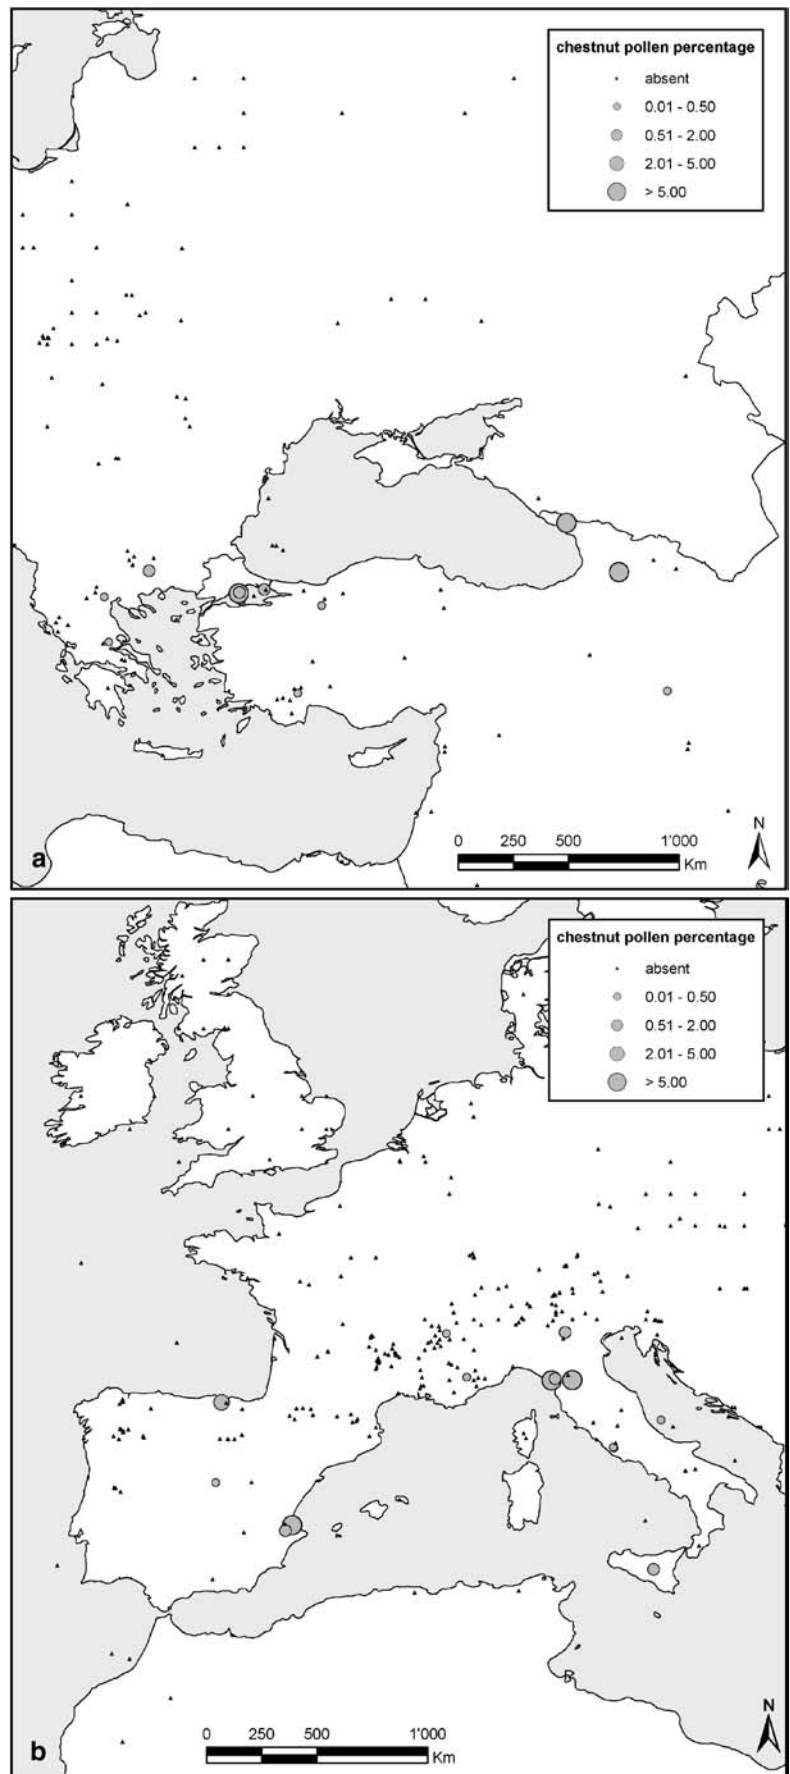 chestnut pollen percentage
absent
0.01 - 0.50
0.51 - 2.00
2.01 - 5.00
> 5.00
N
0 250 500 1'000
Km
a
chestnut pollen percentage
absent
0.01 - 0.50
0.51 - 2.00
2.01 - 5.00
> 5.00
N
0 250 500 1'000
Km
b